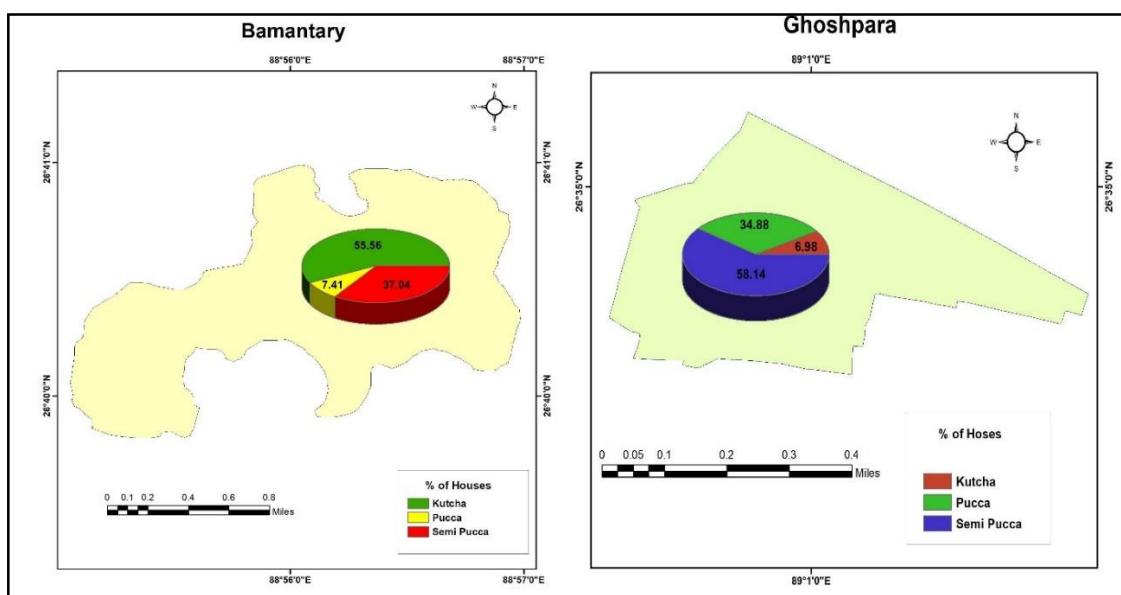 Bamantary
88°56'0"E
88°57'0"E
N
W
E
S
26°41'0"N
26°41'0"N
55.56
7.41
37.04
26°40'0"N
26°40'0"N
0 0.1 0.2 0.4 0.6 0.8
Miles
% of Houses
Kutcha
Pucca
Semi Pucca
88°56'0"E
88°57'0"E
Ghoshpara
89°1'0"E
N
W
E
S
26°35'0"N
26°35'0"N
34.88
6.98
58.14
0 0.05 0.1 0.2 0.3 0.4
Miles
% of Hoses
Kutcha
Pucca
Semi Pucca
89°1'0"E